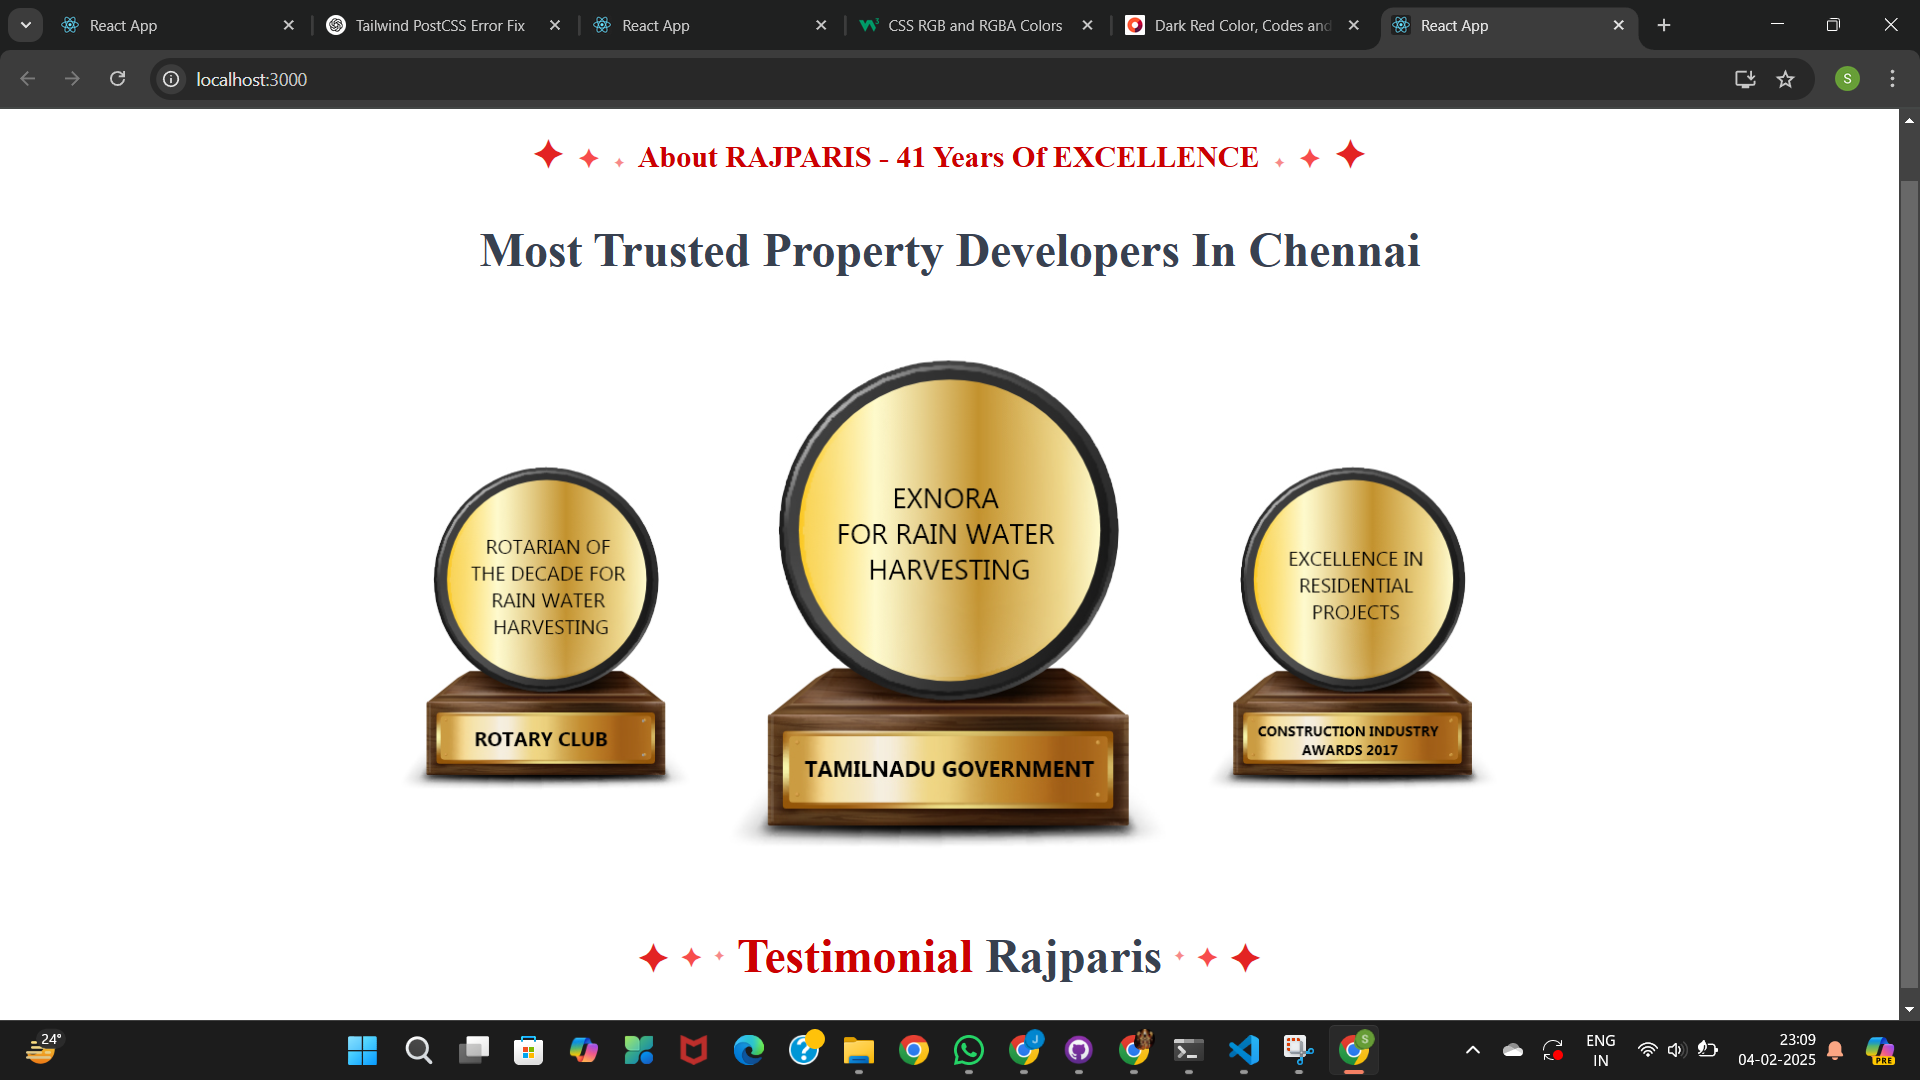 React App
Tailwind PostCSS Error Fix
React App
CSS RGB and RGBA Colors
Dark Red Color, Codes and
React App
localhost:3000
S
About RAJPARIS - 41 Years Of EXCELLENCE
Most Trusted Property Developers In Chennai
ROTARIAN OF
THE DECADE FOR
RAIN WATER
HARVESTING
ROTARY CLUB
EXNORA
FOR RAIN WATER
HARVESTING
TAMILNADU GOVERNMENT
EXCELLENCE IN
RESIDENTIAL
PROJECTS
CONSTRUCTION INDUSTRY
AWARDS 2017
Testimonial Rajparis
24°
J
S
ENG
IN
23:09
04-02-2025
PRE